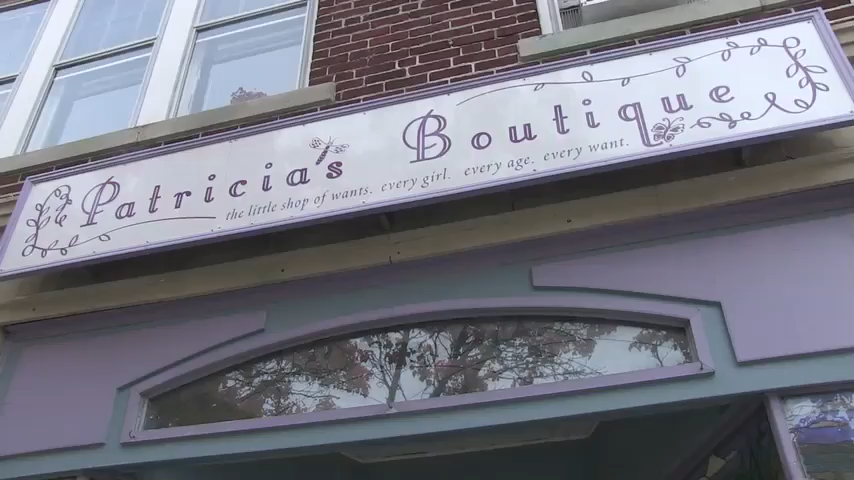 Patricia's Boutique
the little shop of wants. every girl. every age. every want.